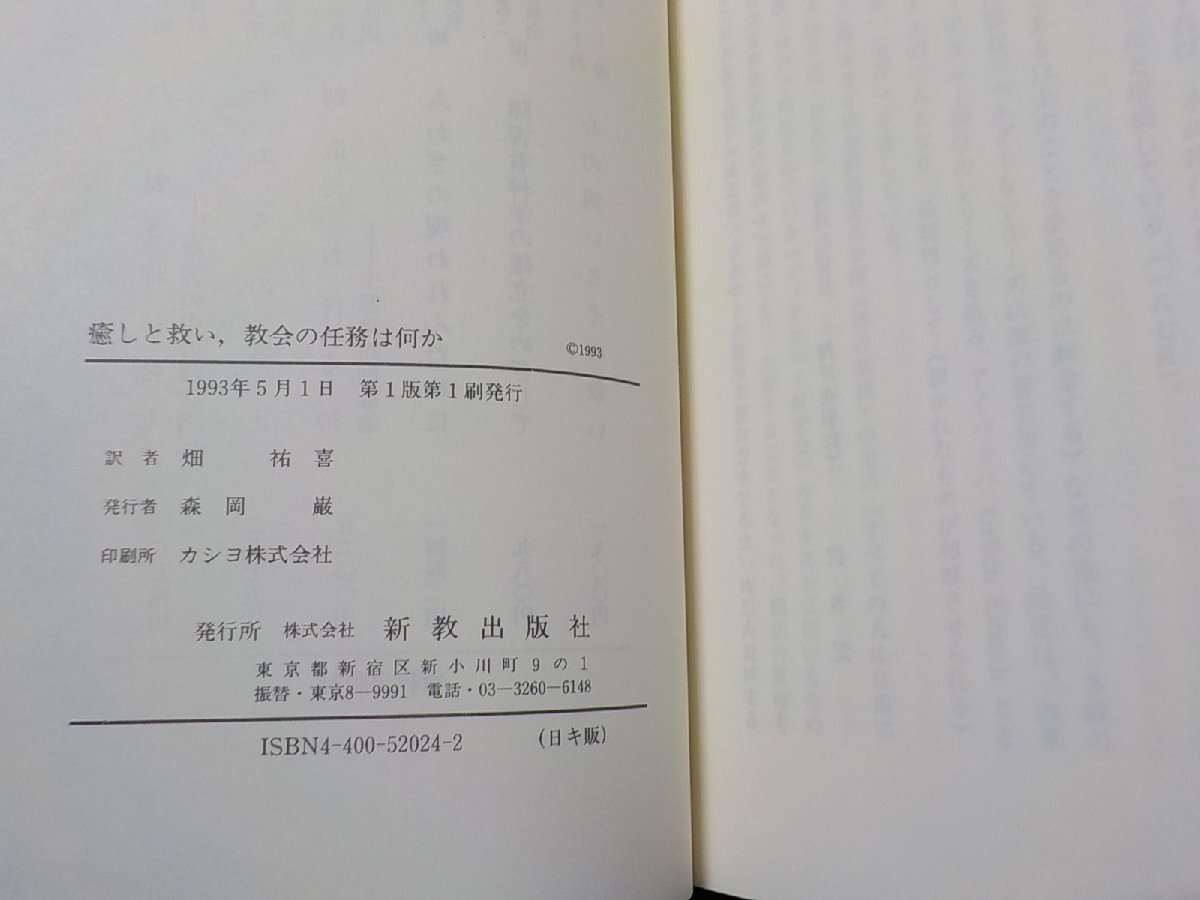 癒しと救い，教会の任務は何か
©1993
1993年5月1日　第1版第1刷発行
訳者　畑　祐喜
発行者　森岡　巌
印刷所　カシヨ株式会社
発行所　株式会社　新教出版社
東京都新宿区新小川町9の1
振替・東京8—9991　電話・03—3260—6148
ISBN4-400-52024-2　（日キ販）